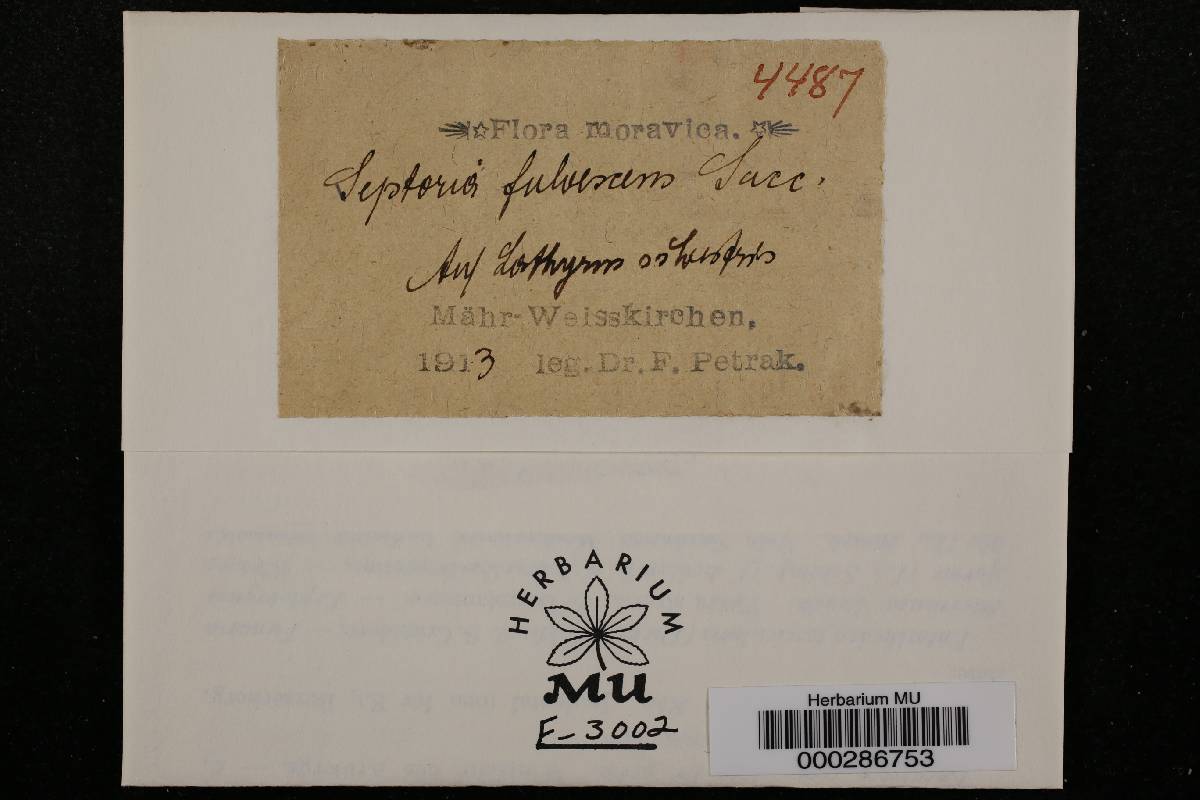 4487
Flora moravica.
Septoria fulvescens Sacc.
Auf Lathyrus silvestris
Mähr-Weisskirchen.
1913 leg. Dr. F. Petrak.
HERBARIUM
MU
F-3002
Herbarium MU
000286753